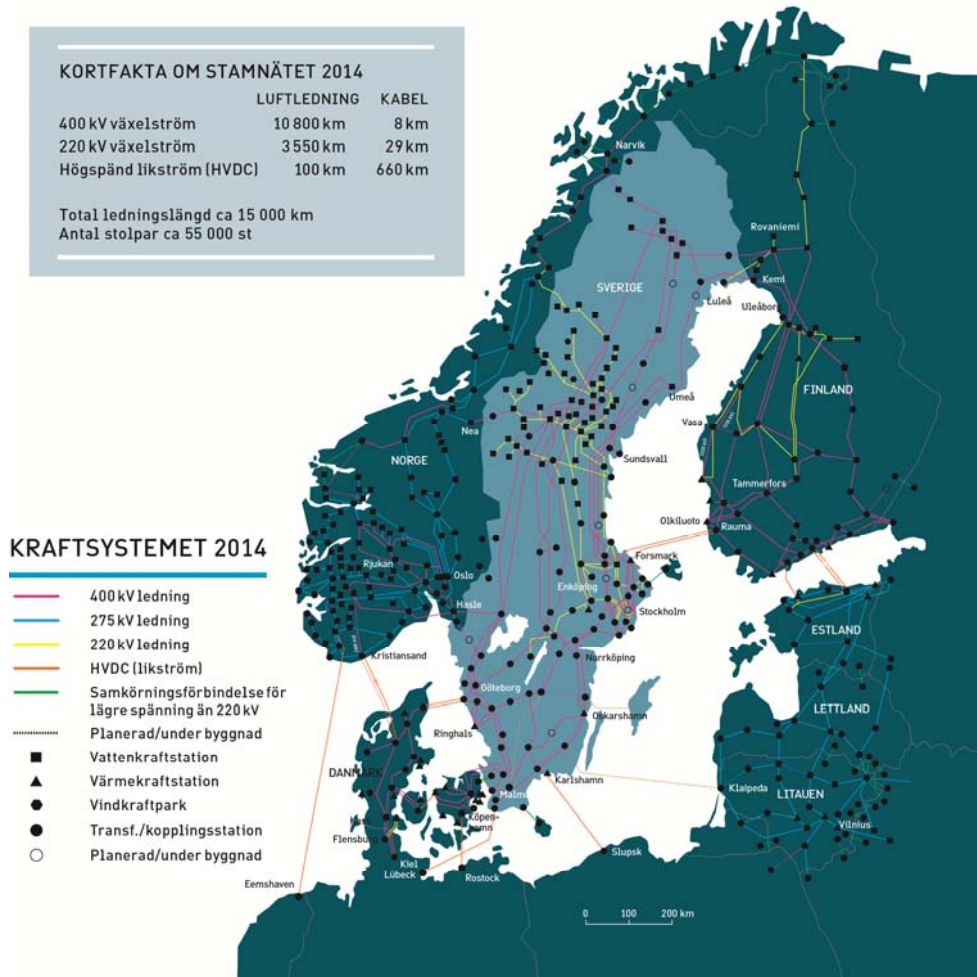 KORTFAKTA OM STAMNÄTET 2014
LUFTLEDNING KABEL
400 kV växelström 10 800 km 8 km
220 kV växelström 3 550 km 29 km
Högspänd likström (HVDC) 100 km 660 km
Total ledningslängd ca 15 000 km
Antal stolpar ca 55 000 st
Narvik
Rovaniemi
Kemi
SVERIGE
Luleå
Uleåborg
FINLAND
Umeå
Vasa
Nea
NORGE
Sundsvall
Tammerfors
Olkiluoto
Rauma
KRAFTSYSTEMET 2014
Rjukan
Oslo
Forsmark
Enköping
Hasle
Stockholm
ESTLAND
Kristiansand
Norrköping
Göteborg
LETTLAND
Oskarshamn
Ringhals
DANMARK
Karlshamn
Klaipeda
LITAUEN
Malmö
Köpen-
hamn
Vilnius
Flensburg
Kiel
Lübeck
Rostock
Slupsk
Eemshaven
0 100 200 km
400 kV ledning
275 kV ledning
220 kV ledning
HVDC (likström)
Samkörningsförbindelse för
lägre spänning än 220 kV
Planerad/under byggnad
Vattenkraftstation
Värmekraftstation
Vindkraftpark
Transf./kopplingsstation
Planerad/under byggnad